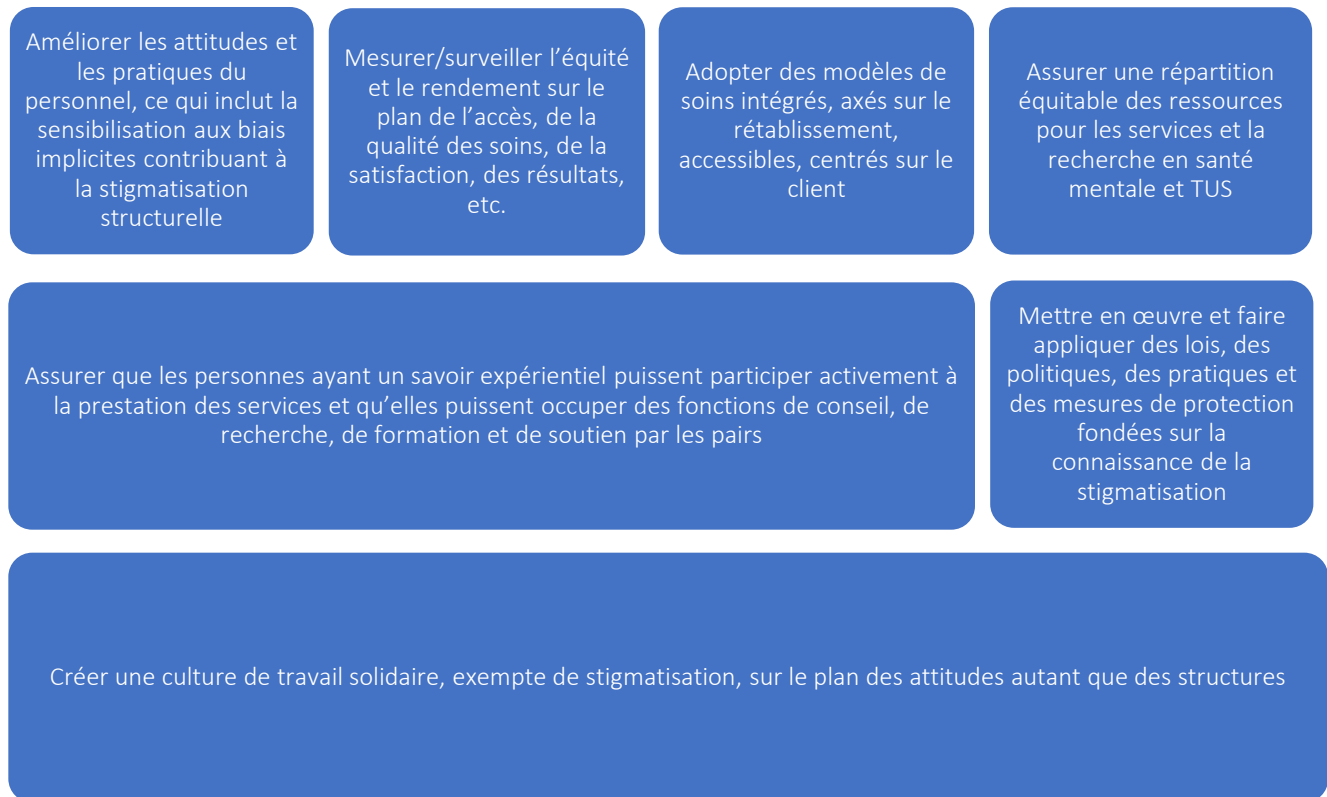 Améliorer les attitudes et
les pratiques du
personnel, ce qui inclut la
sensibilisation aux biais
implicites contribuant à
la stigmatisation
structurelle
Mesurer/surveiller l’équité
et le rendement sur le
plan de l’accès, de la
qualité des soins, de la
satisfaction, des résultats,
etc.
Adopter des modèles de
soins intégrés, axés sur le
rétablissement,
accessibles, centrés sur le
client
Assurer une répartition
équitable des ressources
pour les services et la
recherche en santé
mentale et TUS
Assurer que les personnes ayant un savoir expérientiel puissent participer activement à
la prestation des services et qu’elles puissent occuper des fonctions de conseil, de
recherche, de formation et de soutien par les pairs
Mettre en œuvre et faire
appliquer des lois, des
politiques, des pratiques et
des mesures de protection
fondées sur la
connaissance de la
stigmatisation
Créer une culture de travail solidaire, exempte de stigmatisation, sur le plan des attitudes autant que des structures